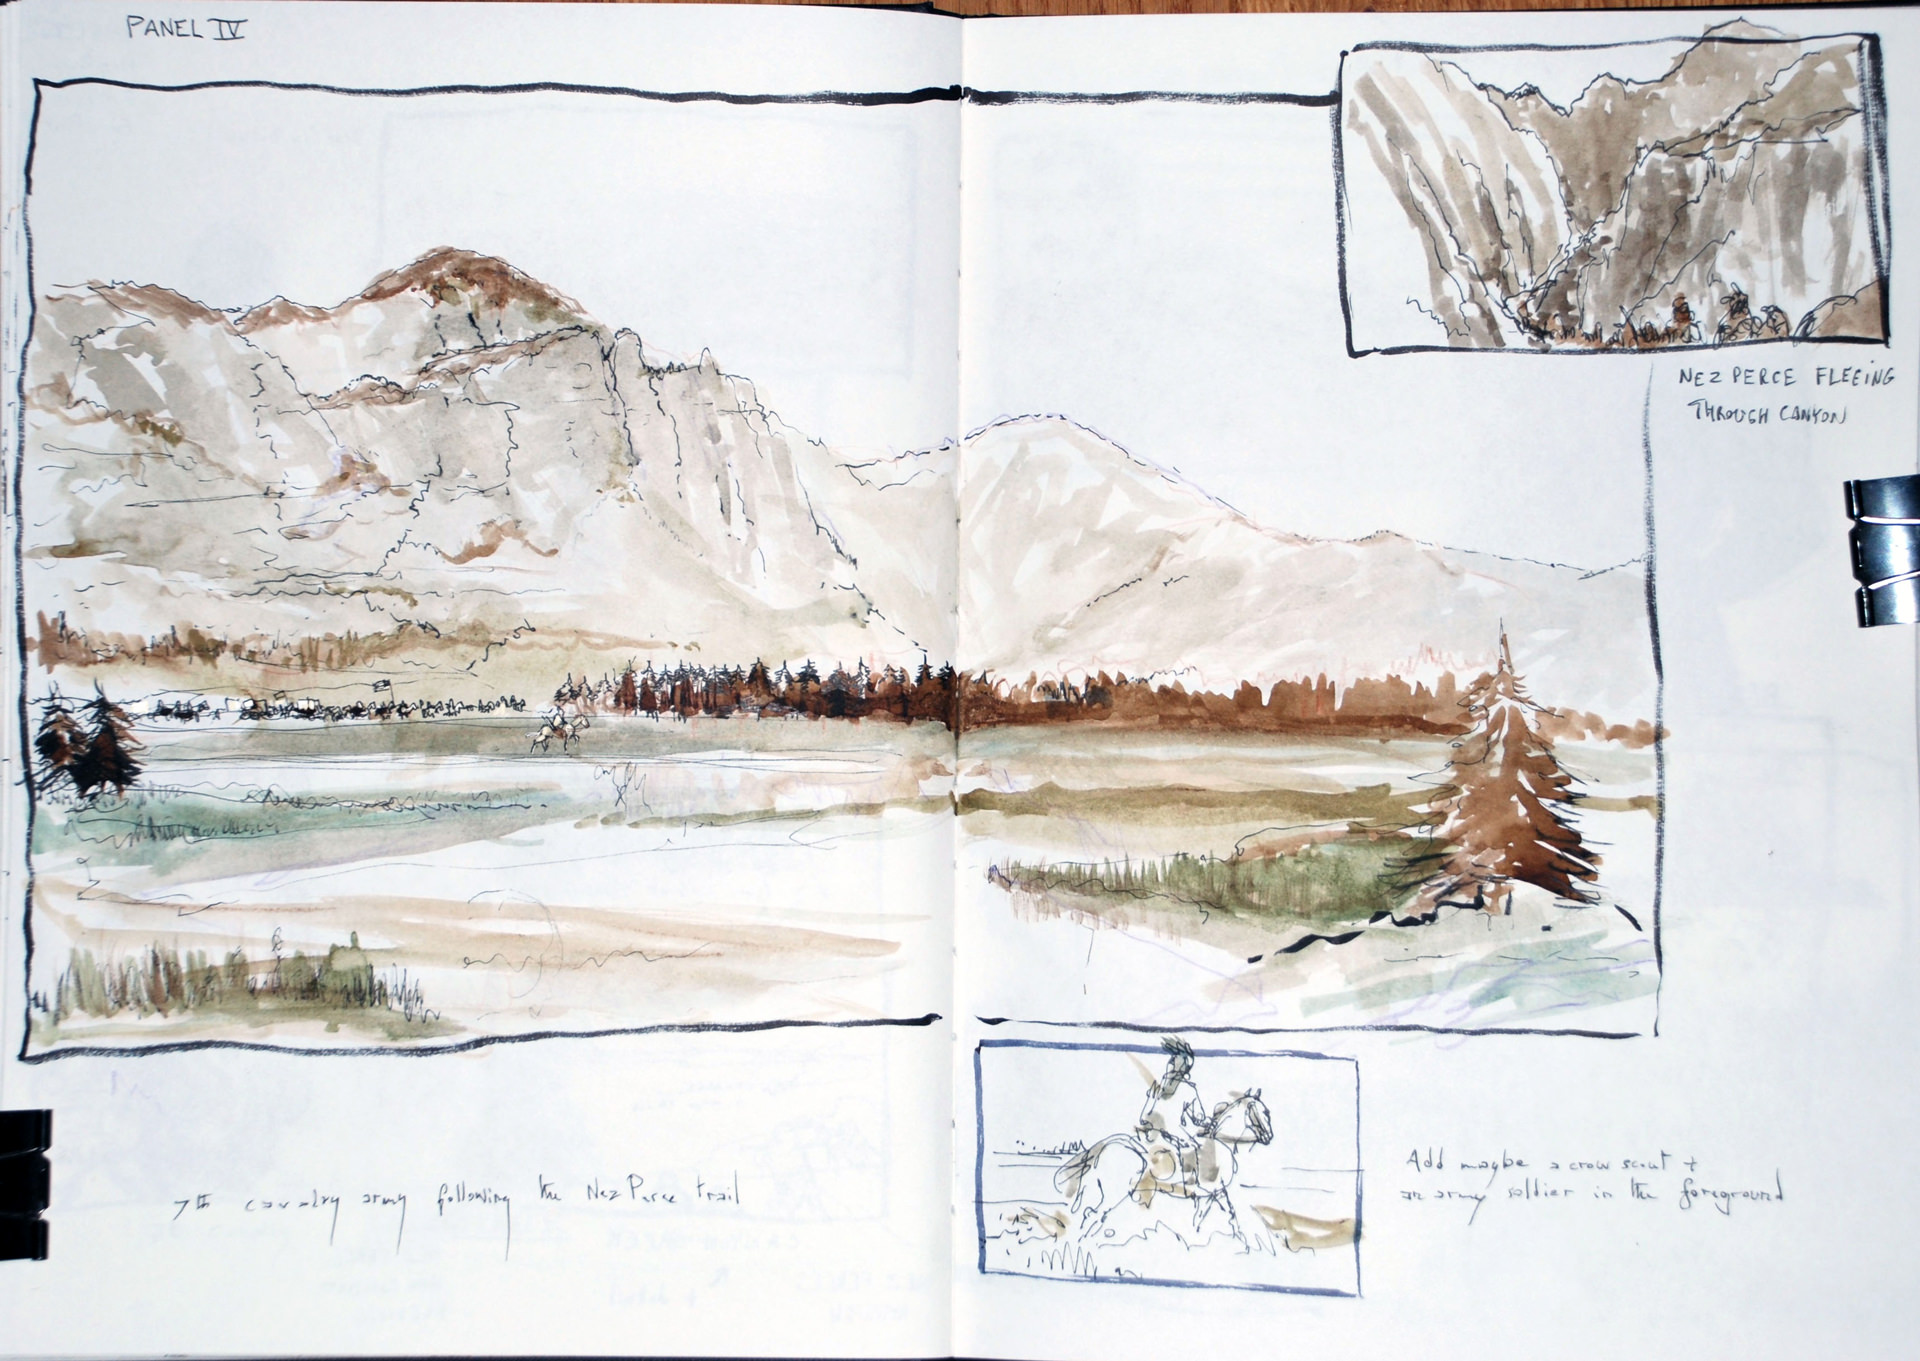 PANEL IV
NEZ PERCE FLEEING
THROUGH CANYON
7th cavalry army following the Nez Perce trail
Add maybe a crow scout +
an army soldier in the foreground